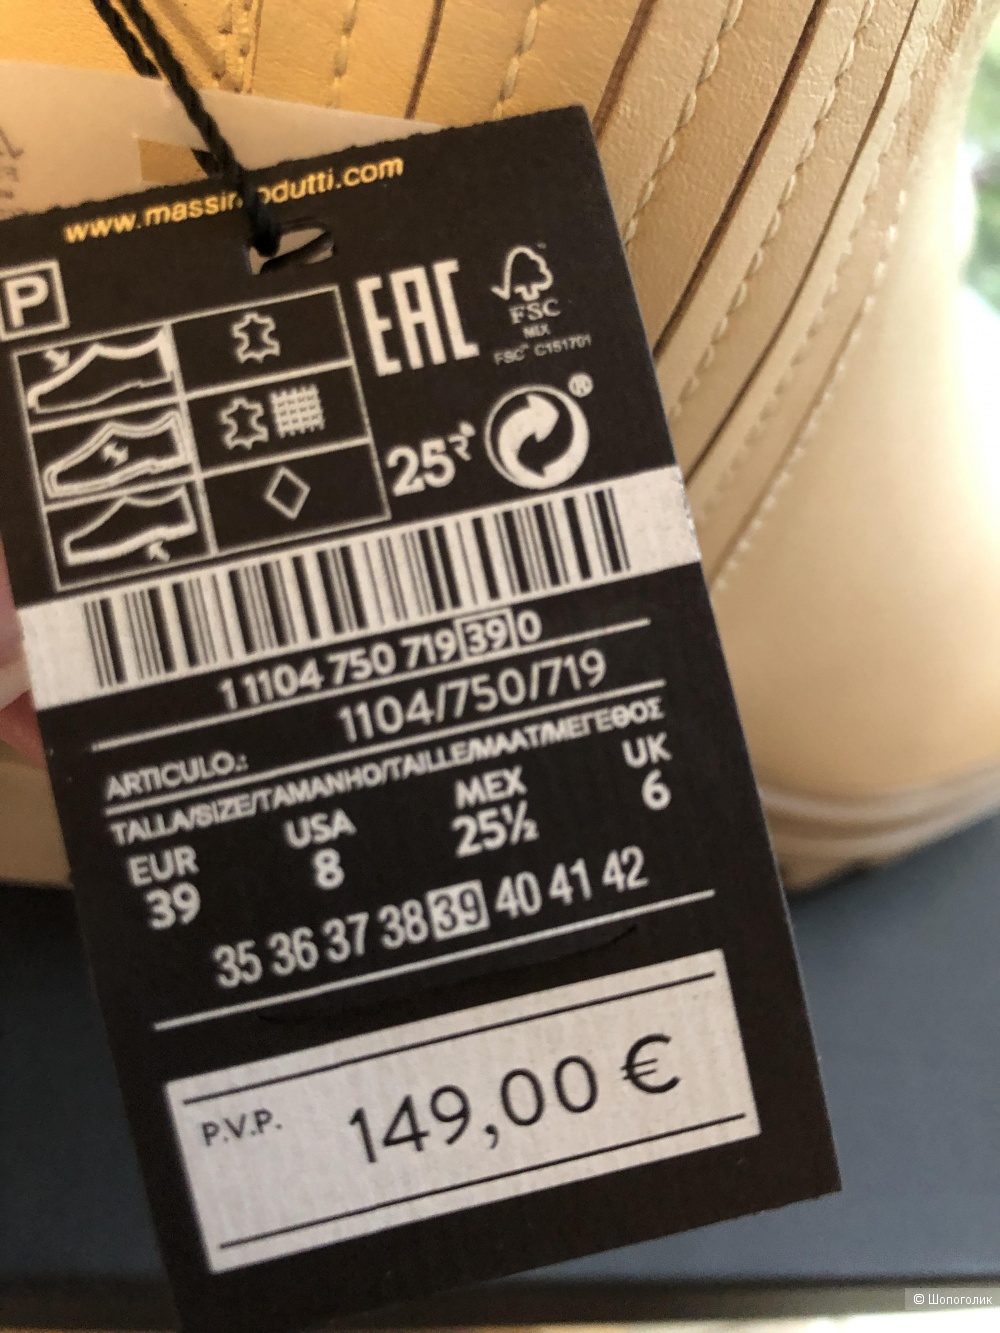 www.massimodutti.com
P
EAC
FSC
MIX
FSC™ C151701
25
®
1 1104 750 719 39 0
ARTICULO.: 1104/750/719
TALLA/SIZE/TAMANHO/TAILLE/MAAT/ΜΕΓΕΘΟΣ
EUR USA MEX UK
39 8 25½ 6
35 36 37 38 39 40 41 42
P.V.P. 149,00 €
© Шопоголик